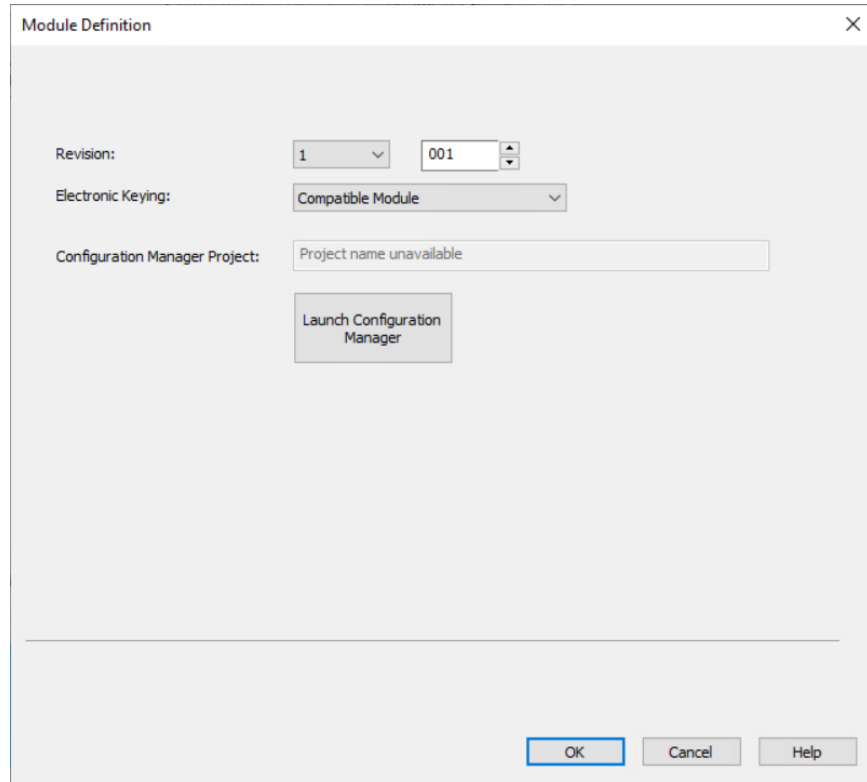 Module Definition
Revision: 1 001
Electronic Keying: Compatible Module
Configuration Manager Project: Project name unavailable
Launch Configuration
Manager
OK Cancel Help